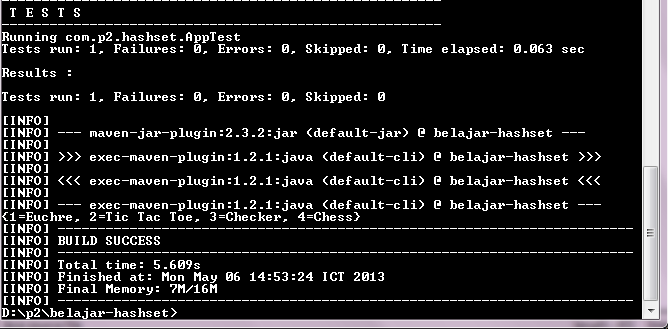 -------------------------------------------------------
T E S T S
-------------------------------------------------------
Running com.p2.hashset.AppTest
Tests run: 1, Failures: 0, Errors: 0, Skipped: 0, Time elapsed: 0.063 sec
Results :
Tests run: 1, Failures: 0, Errors: 0, Skipped: 0
[INFO]
[INFO] --- maven-jar-plugin:2.3.2:jar (default-jar) @ belajar-hashset ---
[INFO]
[INFO] >>> exec-maven-plugin:1.2.1:java (default-cli) @ belajar-hashset >>>
[INFO]
[INFO] <<< exec-maven-plugin:1.2.1:java (default-cli) @ belajar-hashset <<<
[INFO]
[INFO] --- exec-maven-plugin:1.2.1:java (default-cli) @ belajar-hashset ---
{1=Euchre, 2=Tic Tac Toe, 3=Checker, 4=Chess}
[INFO] ------------------------------------------------------------------------
[INFO] BUILD SUCCESS
[INFO] ------------------------------------------------------------------------
[INFO] Total time: 5.609s
[INFO] Finished at: Mon May 06 14:53:24 ICT 2013
[INFO] Final Memory: 7M/16M
[INFO] ------------------------------------------------------------------------
D:\p2\belajar-hashset>